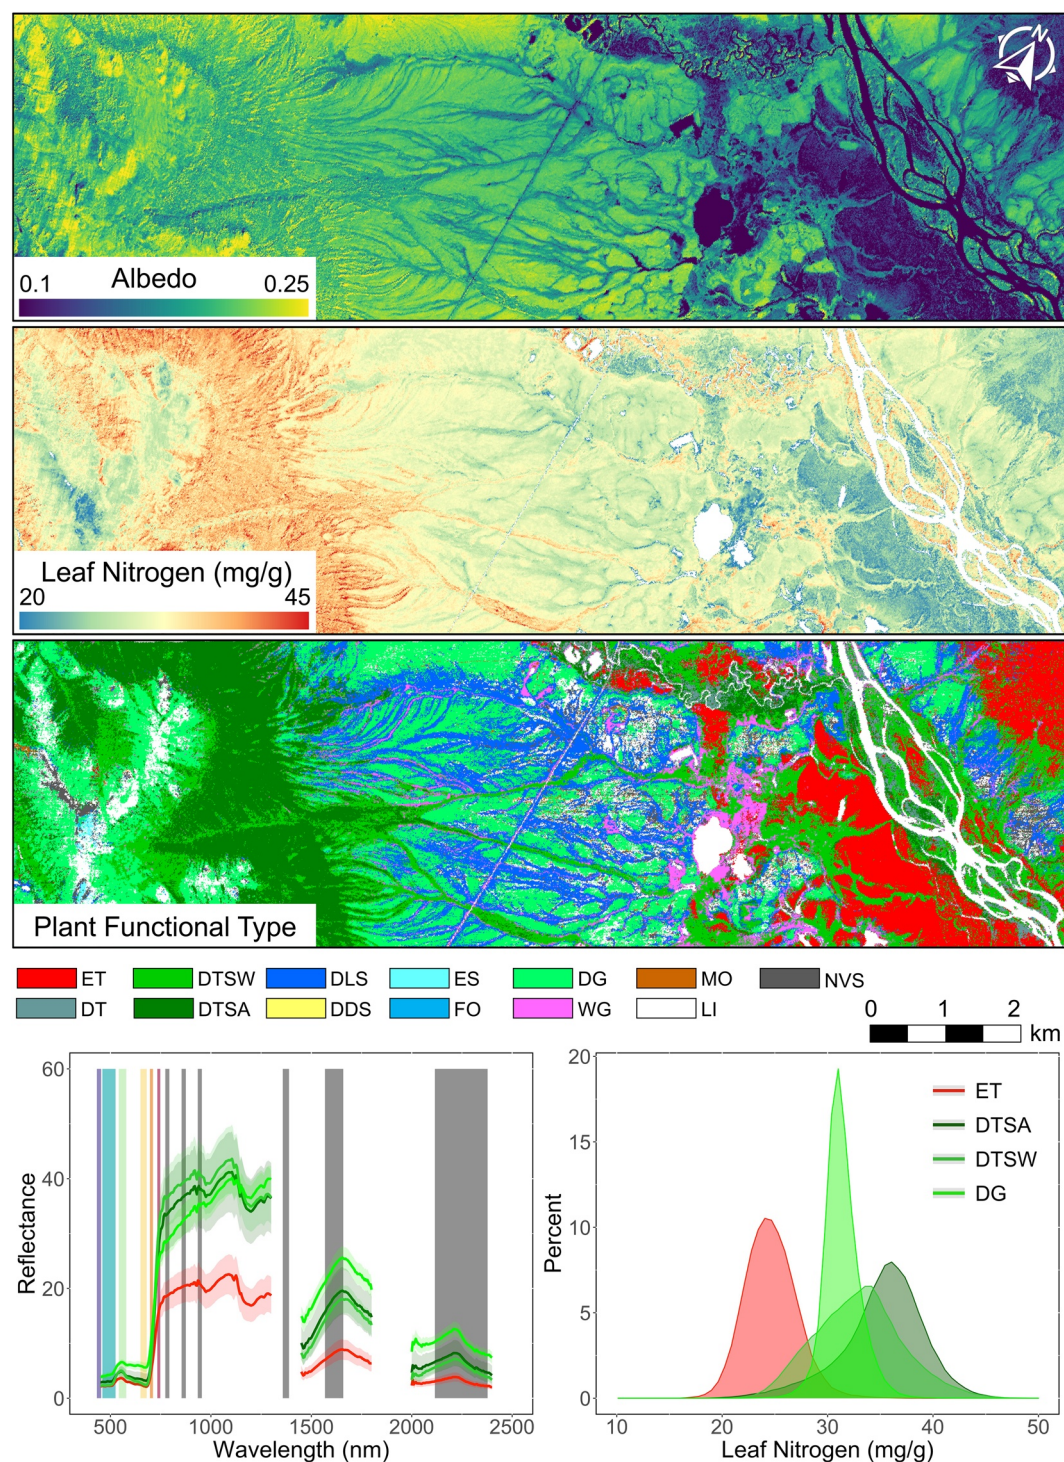 N
Albedo
0.1 0.25
Leaf Nitrogen (mg/g)
20 45
Plant Functional Type
ET DTSW DLS ES DG MO NVS
DT DTSA DDS FO WG LI
0 1 2
km
60
40
20
0
Reflectance
500 1000 1500 2000 2500
Wavelength (nm)
20
15
10
5
0
Percent
ET
DTSA
DTSW
DG
10 20 30 40 50
Leaf Nitrogen (mg/g)